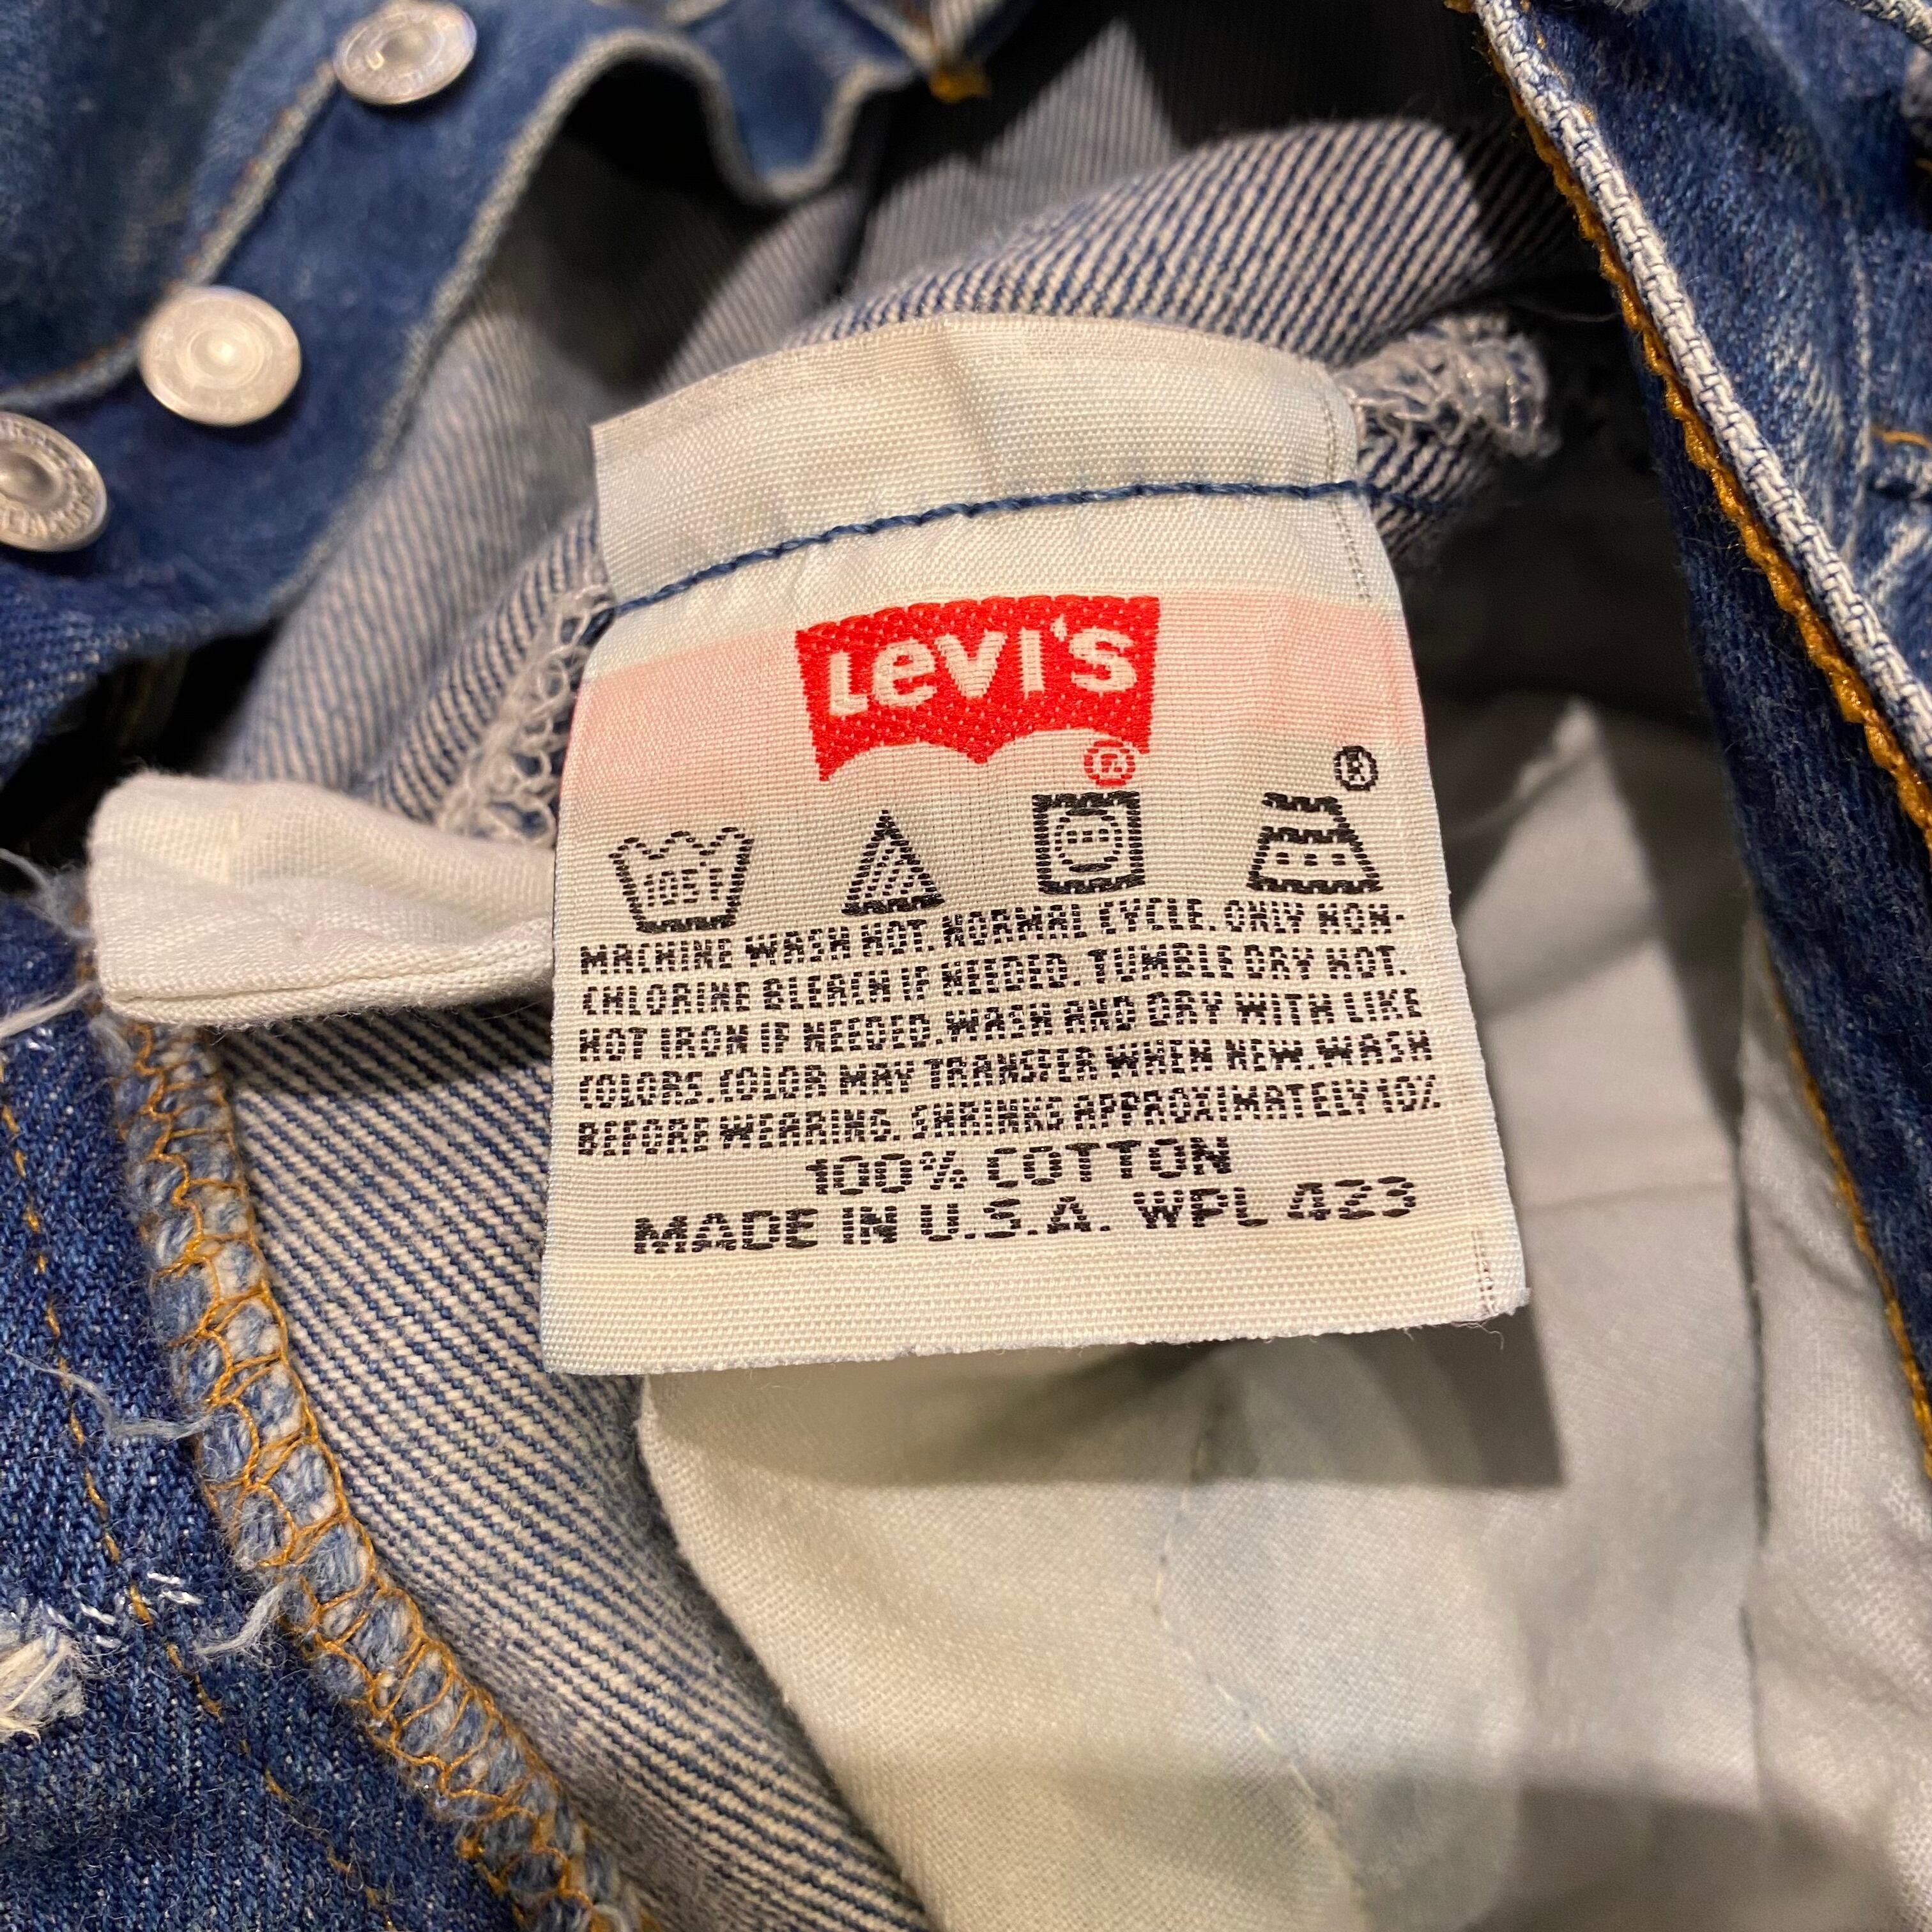 Levi's
®
®
105F
MACHINE WASH HOT. NORMAL CYCLE. ONLY NON-
CHLORINE BLEACH IF NEEDED. TUMBLE DRY HOT.
HOT IRON IF NEEDED. WASH AND DRY WITH LIKE
COLORS. COLOR MAY TRANSFER WHEN NEW. WASH
BEFORE WEARING. SHRINKS APPROXIMATELY 10%
100% COTTON
MADE IN U.S.A. WPL 423